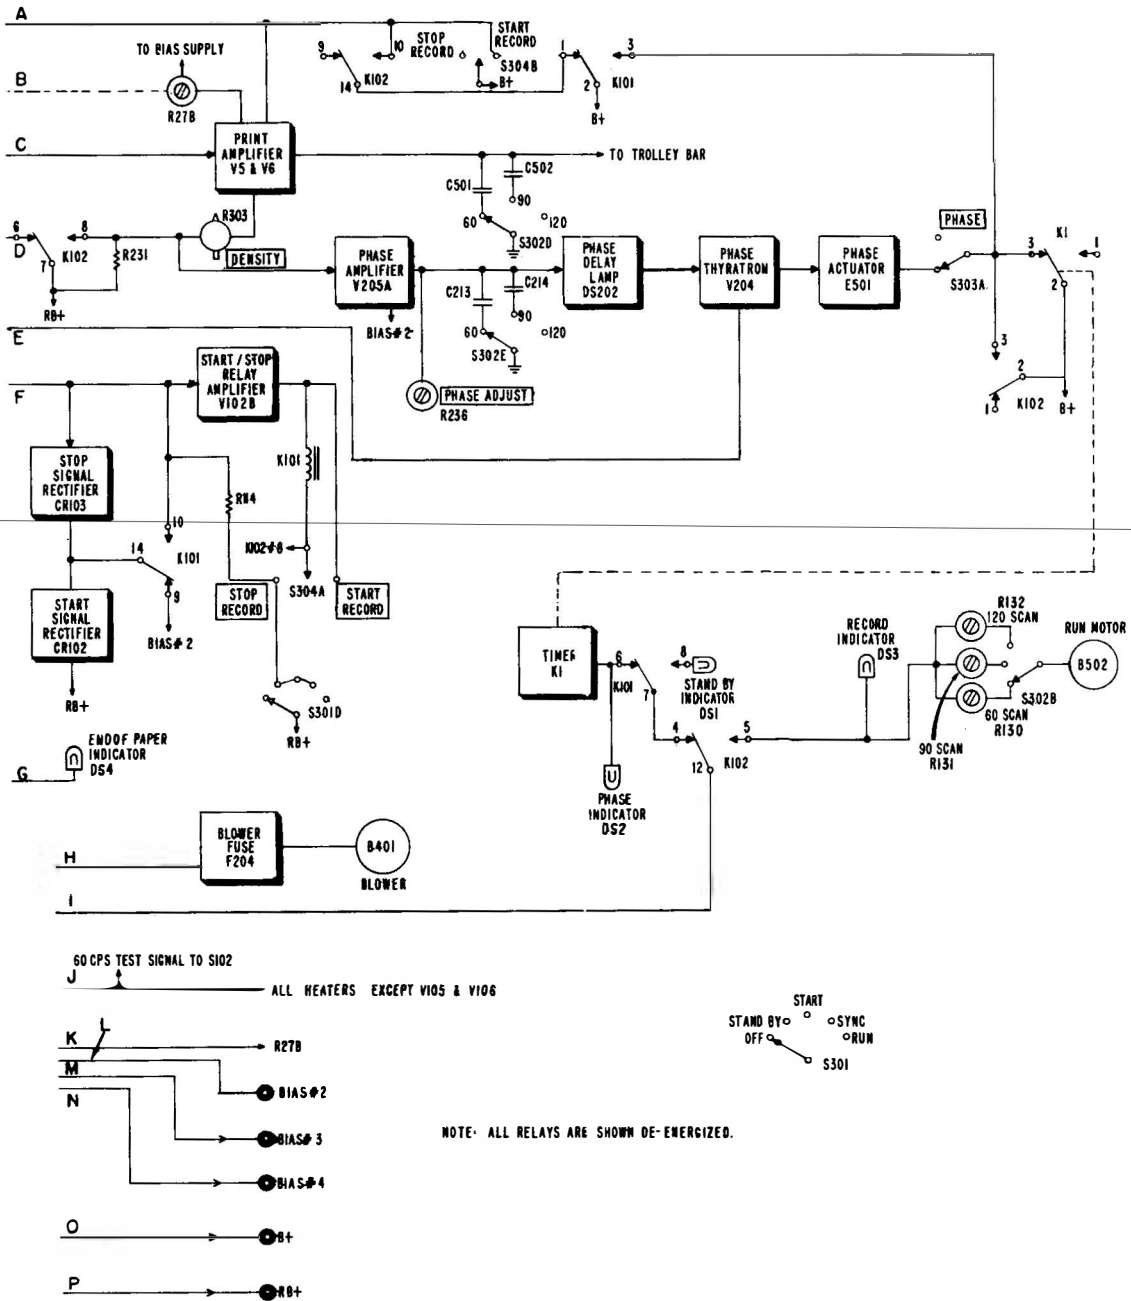 A
TO BIAS SUPPLY
9
10
STOP
RECORD
START
RECORD
S304B
B+
14
K102
1
3
2
K101
B+
B
R27B
PRINT
AMPLIFIER
V5 & V6
C
TO TROLLEY BAR
C501
C502
90
60
120
S302D
6
D
8
7
K102
R231
RB+
R303
DENSITY
PHASE
AMPLIFIER
V205A
BIAS#2
C213
C214
90
60
120
S302E
PHASE
DELAY
LAMP
DS202
PHASE
THYRATRON
V204
PHASE
ACTUATOR
E501
PHASE
S303A
K1
3
1
2
3
2
1
K102
B+
E
PHASE ADJUST
R236
F
START/STOP
RELAY
AMPLIFIER
V102B
STOP
SIGNAL
RECTIFIER
CR103
K101
R114
10
14
K101
9
BIAS#2
K102#8
S304A
STOP
RECORD
START
RECORD
START
SIGNAL
RECTIFIER
CR102
RB+
S301D
RB+
TIMER
K1
6
K101
7
8
STAND BY
INDICATOR
DS1
4
5
12
K102
PHASE
INDICATOR
DS2
RECORD
INDICATOR
DS3
R132
120 SCAN
RUN MOTOR
B502
S302B
60 SCAN
R130
90 SCAN
R131
END OF PAPER
INDICATOR
DS4
G
BLOWER
FUSE
F204
B401
BLOWER
H
I
60 CPS TEST SIGNAL TO S102
J
ALL HEATERS EXCEPT V105 & V106
K
L
R27B
M
BIAS#2
N
BIAS#3
BIAS#4
O
B+
P
RB+
START
STAND BY
SYNC
OFF
RUN
S301
NOTE: ALL RELAYS ARE SHOWN DE-ENERGIZED.